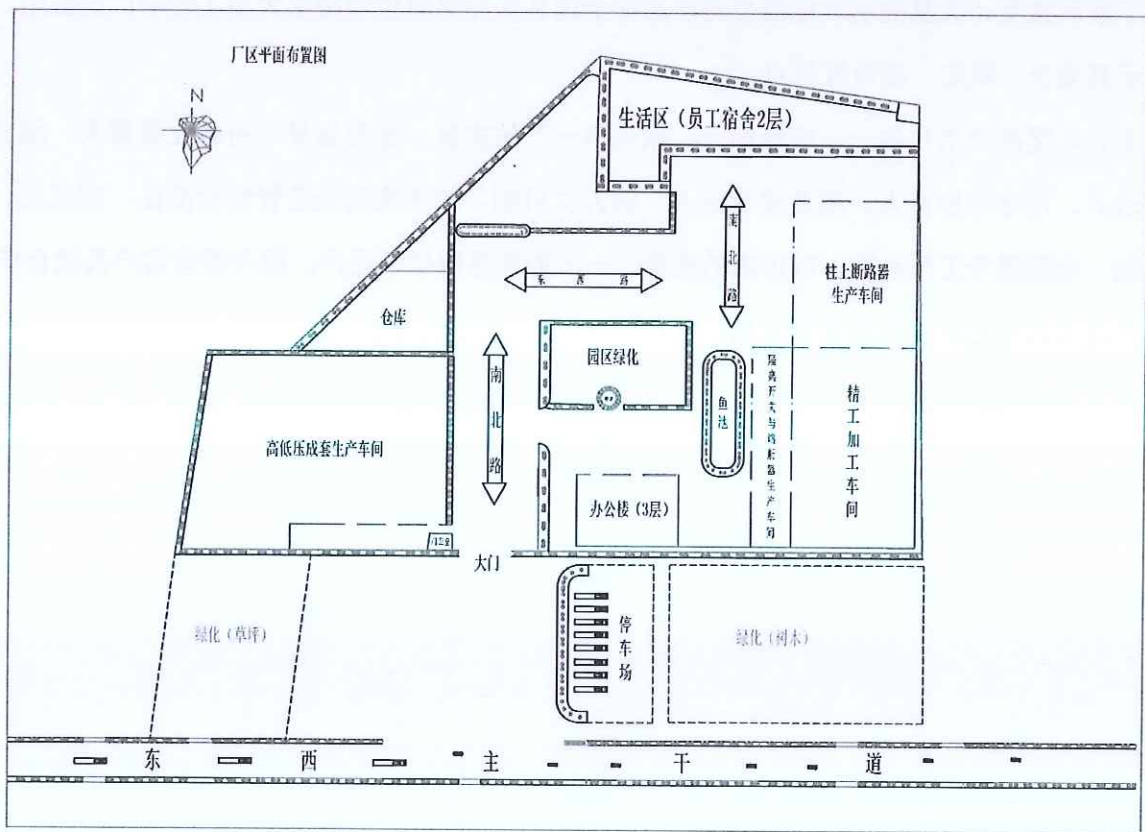 厂区平面布置图
N
生活区（员工宿舍2层）
南北路
柱上断路器
生产车间
东西路
仓库
园区绿化
南北路
鱼池
隔离开关与断路器生产车间
精工加工车间
高低压成套生产车间
办公楼（3层）
大门
绿化（草坪）
停车场
绿化（树木）
东西主干道